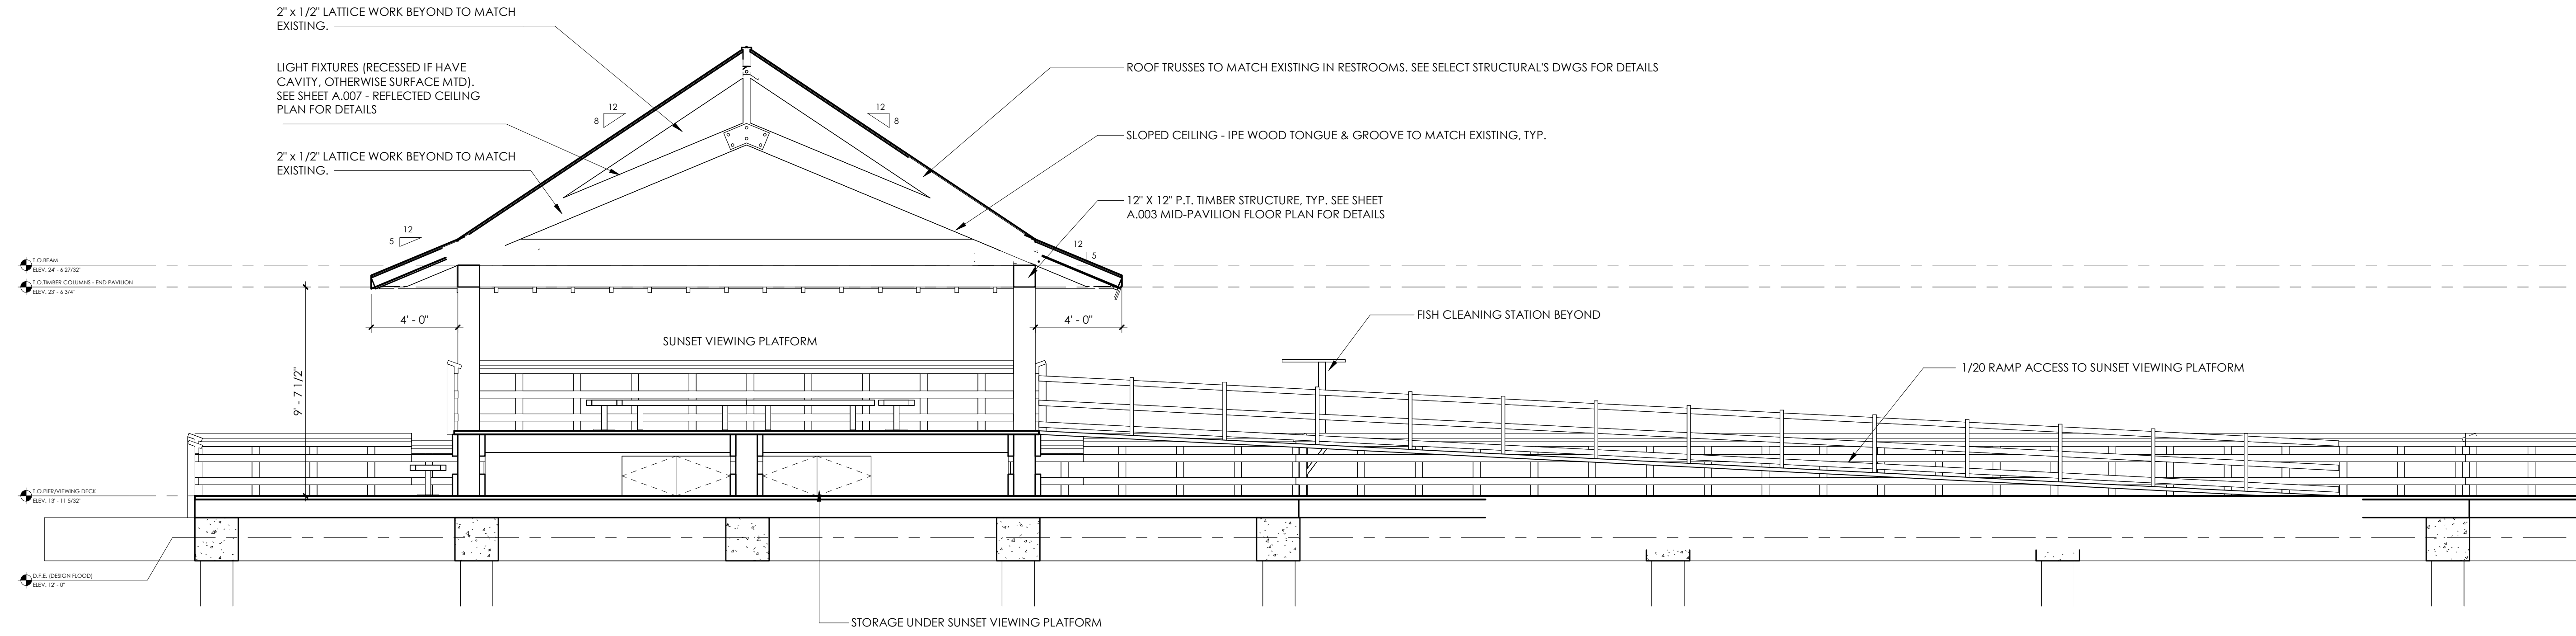 2" x 1/2" LATTICE WORK BEYOND TO MATCH
EXISTING.
LIGHT FIXTURES (RECESSED IF HAVE
CAVITY, OTHERWISE SURFACE MTD).
SEE SHEET A.007 - REFLECTED CEILING
PLAN FOR DETAILS
2" x 1/2" LATTICE WORK BEYOND TO MATCH
EXISTING.
ROOF TRUSSES TO MATCH EXISTING IN RESTROOMS. SEE SELECT STRUCTURAL'S DWGS FOR DETAILS
12
8
12
8
SLOPED CEILING - IPE WOOD TONGUE & GROOVE TO MATCH EXISTING, TYP.
12" X 12" P.T. TIMBER STRUCTURE, TYP. SEE SHEET
A.003 MID-PAVILION FLOOR PLAN FOR DETAILS
12
5
12
5
T.O.BEAM
ELEV. 24' - 6 27/32"
T.O.TIMBER COLUMNS - END PAVILION
ELEV. 23' - 6 3/4"
4' - 0"
4' - 0"
SUNSET VIEWING PLATFORM
FISH CLEANING STATION BEYOND
1/20 RAMP ACCESS TO SUNSET VIEWING PLATFORM
9' - 7 1/2"
T.O.PIER/VIEWING DECK
ELEV. 13' - 11 5/32"
D.F.E. (DESIGN FLOOD)
ELEV. 12' - 0"
STORAGE UNDER SUNSET VIEWING PLATFORM